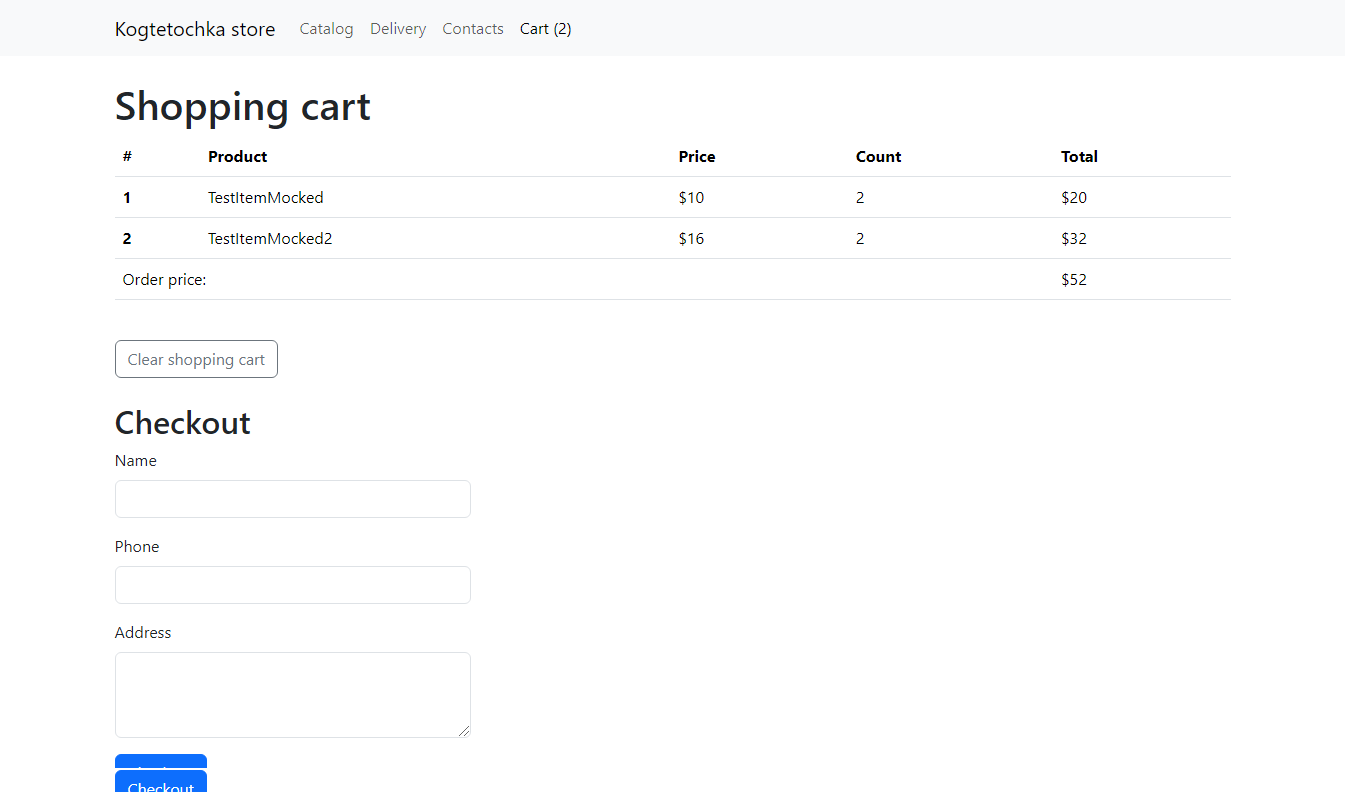 Kogtetochka store Catalog Delivery Contacts Cart (2)
Shopping cart
# Product Price Count Total
1 TestItemMocked $10 2 $20
2 TestItemMocked2 $16 2 $32
Order price: $52
Clear shopping cart
Checkout
Name
Phone
Address
Checkout